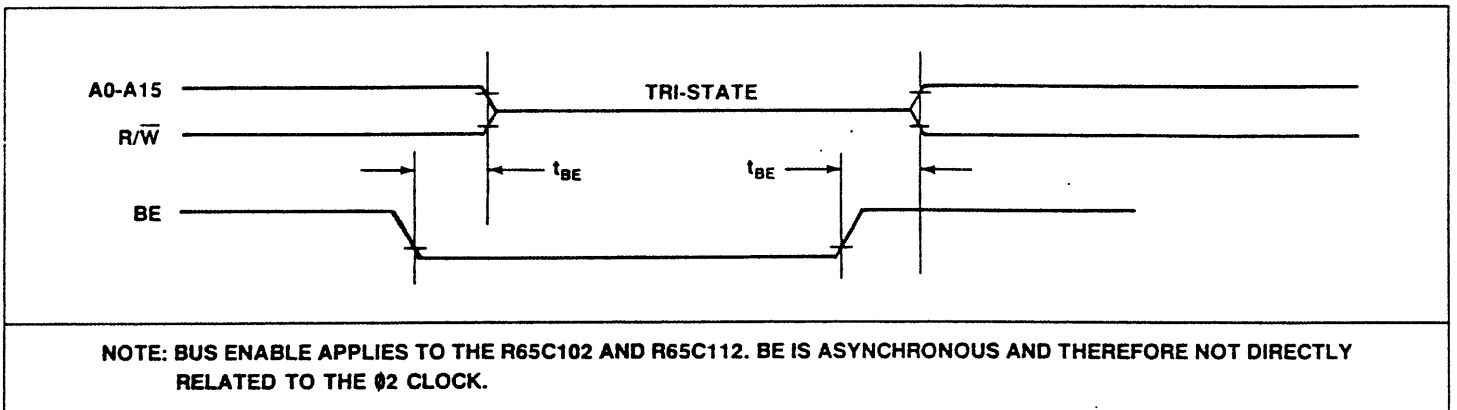 A0-A15
TRI-STATE
R/W̅
tBE
tBE
BE
NOTE: BUS ENABLE APPLIES TO THE R65C102 AND R65C112. BE IS ASYNCHRONOUS AND THEREFORE NOT DIRECTLY
RELATED TO THE ϕ2 CLOCK.